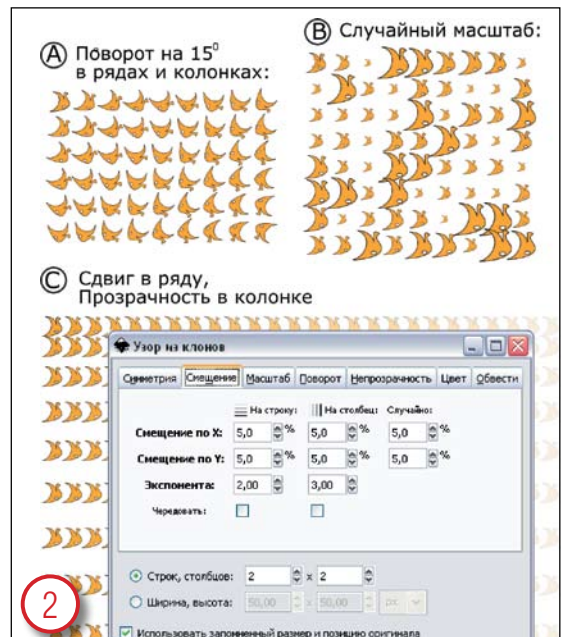 A Поворот на 15⁰
в рядах и колонках:
B Случайный масштаб:
C Сдвиг в ряду,
Прозрачность в колонке
Узор из клонов
Симметрия Смещение Масштаб Поворот Непрозрачность Цвет Обвести
На строку: На столбец: Случайно:
Смещение по X: 5,0 % 5,0 % 5,0 %
Смещение по Y: 5,0 % 5,0 % 5,0 %
Экспонента: 2,00 3,00
Чередовать:
Строк, столбцов: 2 x 2
Ширина, высота: 50,00 x 50,00 px
Использовать запомненный размер и позицию оригинала
2